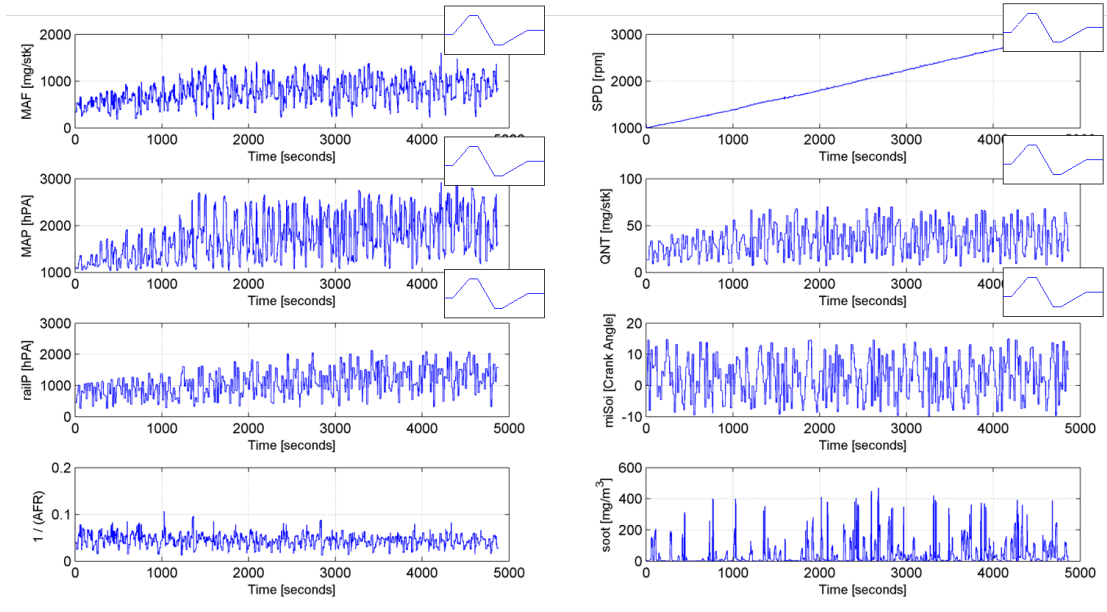 2000
1000
0
MAF [mg/stk]
0 1000 2000 3000 4000 5000
Time [seconds]
3000
2000
1000
SPD [rpm]
0 1000 2000 3000 4000 5000
Time [seconds]
3000
2000
1000
MAP [hPA]
0 1000 2000 3000 4000 5000
Time [seconds]
100
50
0
QNT [mg/stk]
0 1000 2000 3000 4000 5000
Time [seconds]
3000
2000
1000
0
railP [hPA]
0 1000 2000 3000 4000 5000
Time [seconds]
20
10
0
-10
miSoi [Crank Angle]
0 1000 2000 3000 4000 5000
Time [seconds]
0.2
0.1
0
1 / (AFR)
0 1000 2000 3000 4000 5000
Time [seconds]
600
400
200
0
soot [mg/m³]
0 1000 2000 3000 4000 5000
Time [seconds]